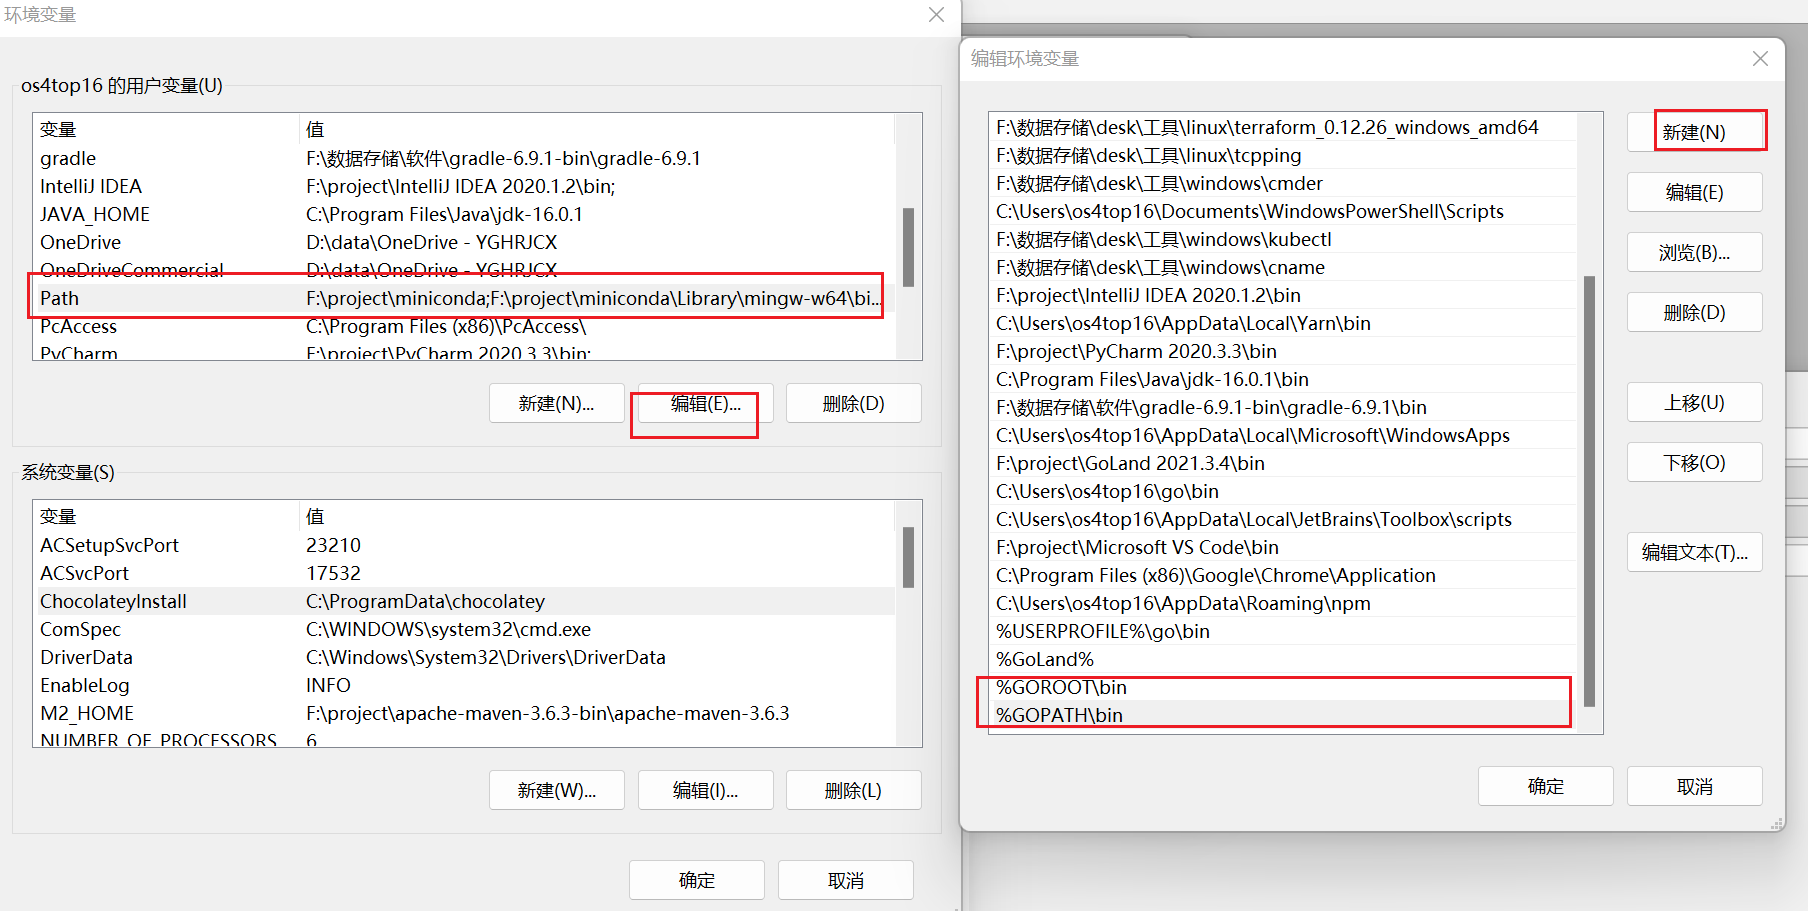 环境变量
os4top16 的用户变量(U)
变量 值
gradle F:\数据存储\软件\gradle-6.9.1-bin\gradle-6.9.1
IntelliJ IDEA F:\project\IntelliJ IDEA 2020.1.2\bin;
JAVA_HOME C:\Program Files\Java\jdk-16.0.1
OneDrive D:\data\OneDrive - YGHRJCX
OneDriveCommercial D:\data\OneDrive - YGHRJCX
Path F:\project\miniconda;F:\project\miniconda\Library\mingw-w64\bi...
PcAccess C:\Program Files (x86)\PcAccess\
PyCharm F:\project\PyCharm 2020.3.3\bin;
新建(N)... 编辑(E)... 删除(D)
系统变量(S)
变量 值
ACSetupSvcPort 23210
ACSvcPort 17532
ChocolateyInstall C:\ProgramData\chocolatey
ComSpec C:\WINDOWS\system32\cmd.exe
DriverData C:\Windows\System32\Drivers\DriverData
EnableLog INFO
M2_HOME F:\project\apache-maven-3.6.3-bin\apache-maven-3.6.3
NUMBER_OF_PROCESSORS 6
新建(W)... 编辑(I)... 删除(L)
确定 取消
编辑环境变量
F:\数据存储\desk\工具\linux\terraform_0.12.26_windows_amd64
F:\数据存储\desk\工具\linux\tcpping
F:\数据存储\desk\工具\windows\cmder
C:\Users\os4top16\Documents\WindowsPowerShell\Scripts
F:\数据存储\desk\工具\windows\kubectl
F:\数据存储\desk\工具\windows\cname
F:\project\IntelliJ IDEA 2020.1.2\bin
C:\Users\os4top16\AppData\Local\Yarn\bin
F:\project\PyCharm 2020.3.3\bin
C:\Program Files\Java\jdk-16.0.1\bin
F:\数据存储\软件\gradle-6.9.1-bin\gradle-6.9.1\bin
C:\Users\os4top16\AppData\Local\Microsoft\WindowsApps
F:\project\GoLand 2021.3.4\bin
C:\Users\os4top16\go\bin
C:\Users\os4top16\AppData\Local\JetBrains\Toolbox\scripts
F:\project\Microsoft VS Code\bin
C:\Program Files (x86)\Google\Chrome\Application
C:\Users\os4top16\AppData\Roaming\npm
%USERPROFILE%\go\bin
%GoLand%
%GOROOT\bin
%GOPATH\bin
新建(N)
编辑(E)
浏览(B)...
删除(D)
上移(U)
下移(O)
编辑文本(T)...
确定 取消